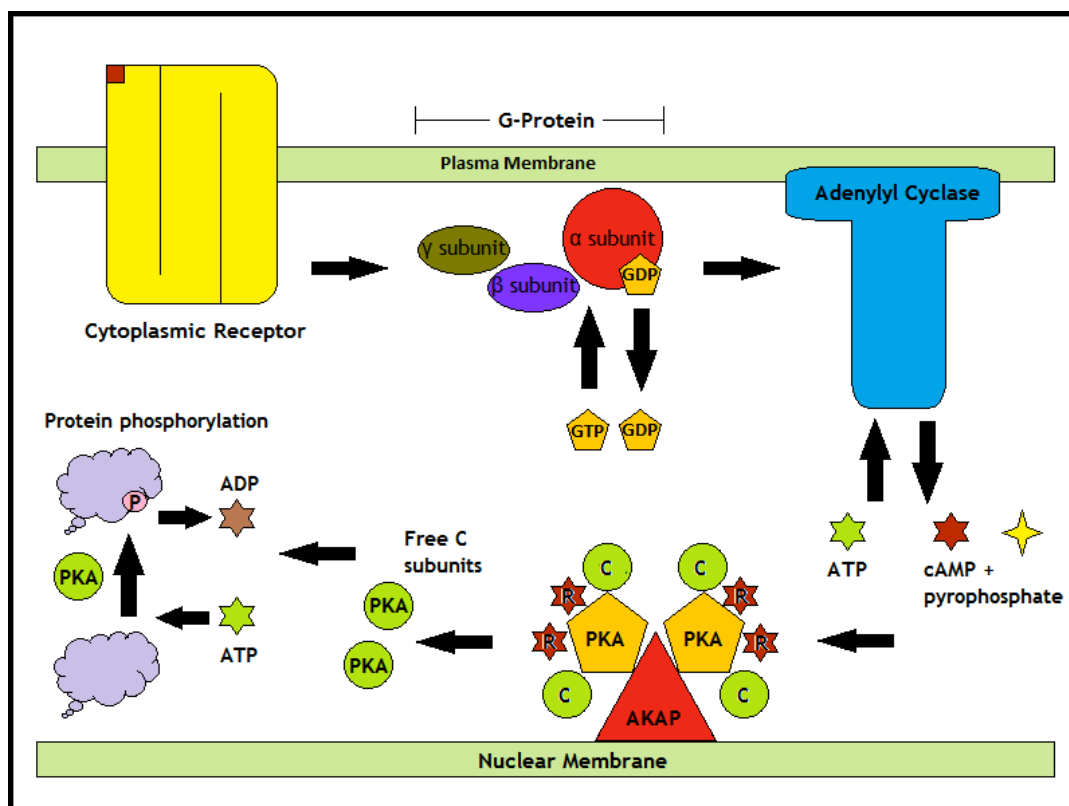 G-Protein
Plasma Membrane
Adenylyl Cyclase
γ subunit
α subunit
GDP
β subunit
Cytoplasmic Receptor
GTP
GDP
Protein phosphorylation
P
ADP
PKA
ATP
Free C
subunits
PKA
PKA
C
C
R
R
PKA
PKA
R
R
C
C
AKAP
ATP
cAMP +
pyrophosphate
Nuclear Membrane